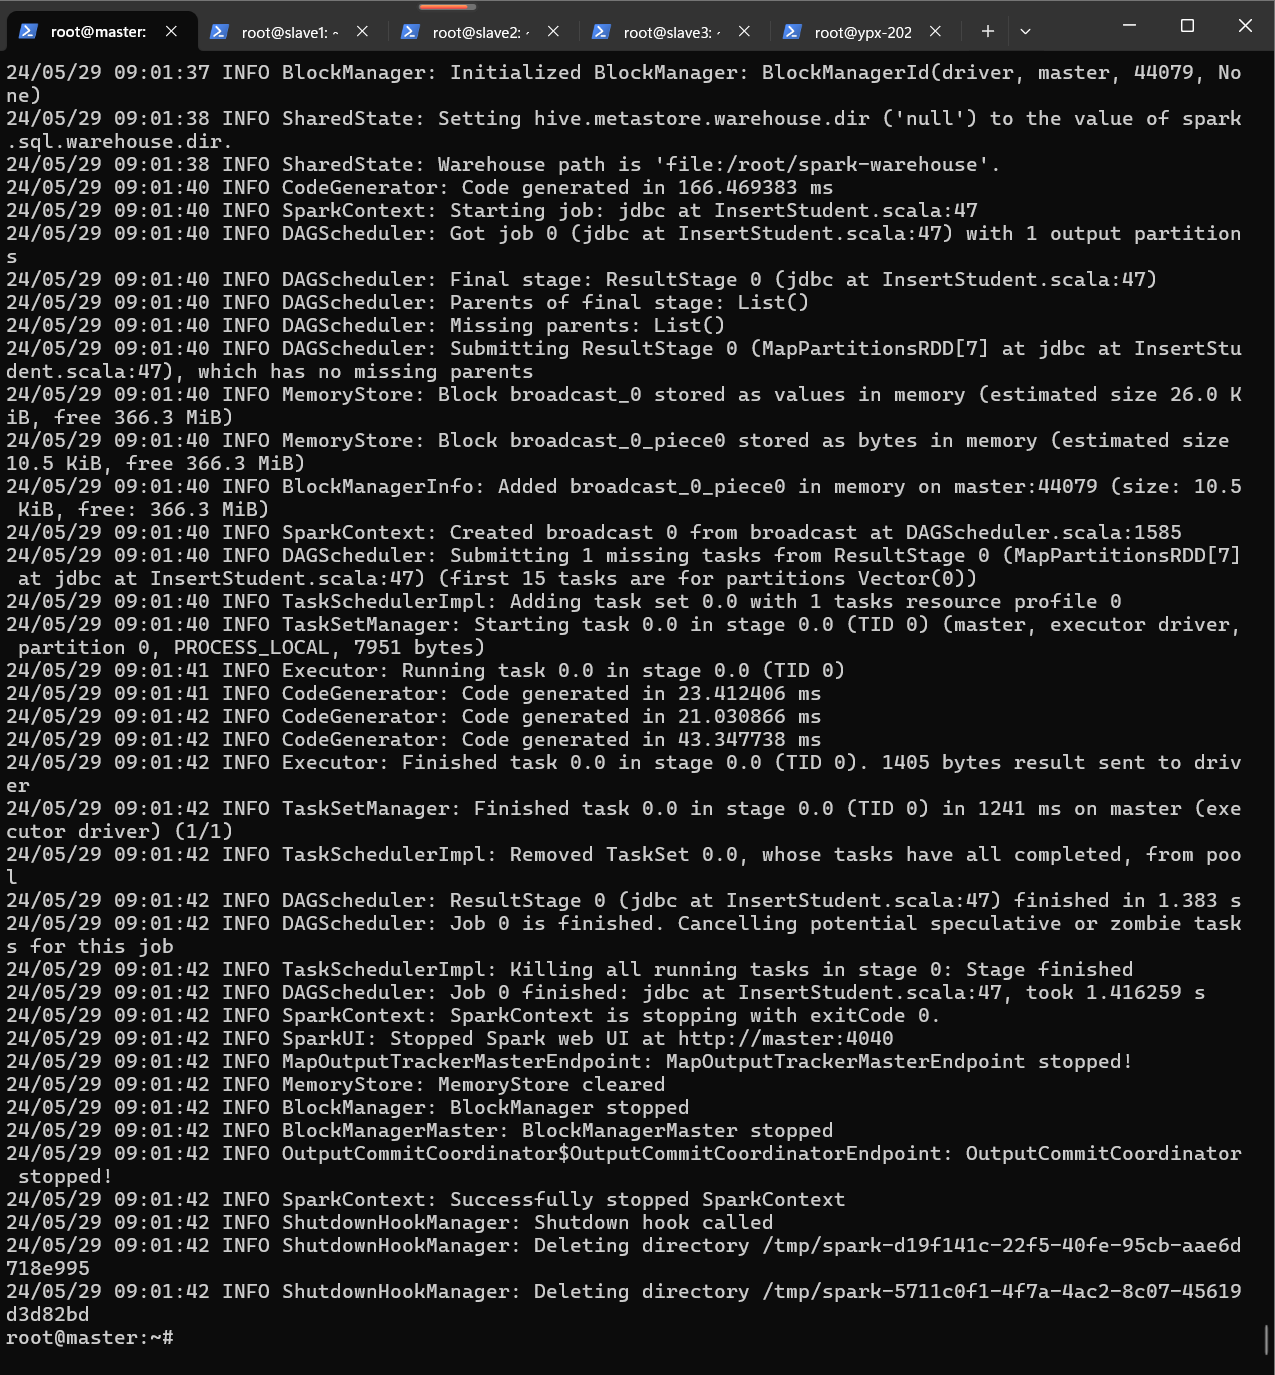 root@master:
root@slave1: ~
root@slave2:
root@slave3:
root@ypx-202
24/05/29 09:01:37 INFO BlockManager: Initialized BlockManager: BlockManagerId(driver, master, 44079, No
ne)
24/05/29 09:01:38 INFO SharedState: Setting hive.metastore.warehouse.dir ('null') to the value of spark
.sql.warehouse.dir.
24/05/29 09:01:38 INFO SharedState: Warehouse path is 'file:/root/spark-warehouse'.
24/05/29 09:01:40 INFO CodeGenerator: Code generated in 166.469383 ms
24/05/29 09:01:40 INFO SparkContext: Starting job: jdbc at InsertStudent.scala:47
24/05/29 09:01:40 INFO DAGScheduler: Got job 0 (jdbc at InsertStudent.scala:47) with 1 output partition
s
24/05/29 09:01:40 INFO DAGScheduler: Final stage: ResultStage 0 (jdbc at InsertStudent.scala:47)
24/05/29 09:01:40 INFO DAGScheduler: Parents of final stage: List()
24/05/29 09:01:40 INFO DAGScheduler: Missing parents: List()
24/05/29 09:01:40 INFO DAGScheduler: Submitting ResultStage 0 (MapPartitionsRDD[7] at jdbc at InsertStu
dent.scala:47), which has no missing parents
24/05/29 09:01:40 INFO MemoryStore: Block broadcast_0 stored as values in memory (estimated size 26.0 K
iB, free 366.3 MiB)
24/05/29 09:01:40 INFO MemoryStore: Block broadcast_0_piece0 stored as bytes in memory (estimated size
10.5 KiB, free 366.3 MiB)
24/05/29 09:01:40 INFO BlockManagerInfo: Added broadcast_0_piece0 in memory on master:44079 (size: 10.5
 KiB, free: 366.3 MiB)
24/05/29 09:01:40 INFO SparkContext: Created broadcast 0 from broadcast at DAGScheduler.scala:1585
24/05/29 09:01:40 INFO DAGScheduler: Submitting 1 missing tasks from ResultStage 0 (MapPartitionsRDD[7]
 at jdbc at InsertStudent.scala:47) (first 15 tasks are for partitions Vector(0))
24/05/29 09:01:40 INFO TaskSchedulerImpl: Adding task set 0.0 with 1 tasks resource profile 0
24/05/29 09:01:40 INFO TaskSetManager: Starting task 0.0 in stage 0.0 (TID 0) (master, executor driver,
 partition 0, PROCESS_LOCAL, 7951 bytes)
24/05/29 09:01:41 INFO Executor: Running task 0.0 in stage 0.0 (TID 0)
24/05/29 09:01:41 INFO CodeGenerator: Code generated in 23.412406 ms
24/05/29 09:01:42 INFO CodeGenerator: Code generated in 21.030866 ms
24/05/29 09:01:42 INFO CodeGenerator: Code generated in 43.347738 ms
24/05/29 09:01:42 INFO Executor: Finished task 0.0 in stage 0.0 (TID 0). 1405 bytes result sent to driv
er
24/05/29 09:01:42 INFO TaskSetManager: Finished task 0.0 in stage 0.0 (TID 0) in 1241 ms on master (exe
cutor driver) (1/1)
24/05/29 09:01:42 INFO TaskSchedulerImpl: Removed TaskSet 0.0, whose tasks have all completed, from poo
l
24/05/29 09:01:42 INFO DAGScheduler: ResultStage 0 (jdbc at InsertStudent.scala:47) finished in 1.383 s
24/05/29 09:01:42 INFO DAGScheduler: Job 0 is finished. Cancelling potential speculative or zombie task
s for this job
24/05/29 09:01:42 INFO TaskSchedulerImpl: Killing all running tasks in stage 0: Stage finished
24/05/29 09:01:42 INFO DAGScheduler: Job 0 finished: jdbc at InsertStudent.scala:47, took 1.416259 s
24/05/29 09:01:42 INFO SparkContext: SparkContext is stopping with exitCode 0.
24/05/29 09:01:42 INFO SparkUI: Stopped Spark web UI at http://master:4040
24/05/29 09:01:42 INFO MapOutputTrackerMasterEndpoint: MapOutputTrackerMasterEndpoint stopped!
24/05/29 09:01:42 INFO MemoryStore: MemoryStore cleared
24/05/29 09:01:42 INFO BlockManager: BlockManager stopped
24/05/29 09:01:42 INFO BlockManagerMaster: BlockManagerMaster stopped
24/05/29 09:01:42 INFO OutputCommitCoordinator$OutputCommitCoordinatorEndpoint: OutputCommitCoordinator
 stopped!
24/05/29 09:01:42 INFO SparkContext: Successfully stopped SparkContext
24/05/29 09:01:42 INFO ShutdownHookManager: Shutdown hook called
24/05/29 09:01:42 INFO ShutdownHookManager: Deleting directory /tmp/spark-d19f141c-22f5-40fe-95cb-aae6d
718e995
24/05/29 09:01:42 INFO ShutdownHookManager: Deleting directory /tmp/spark-5711c0f1-4f7a-4ac2-8c07-45619
d3d82bd
root@master:~#